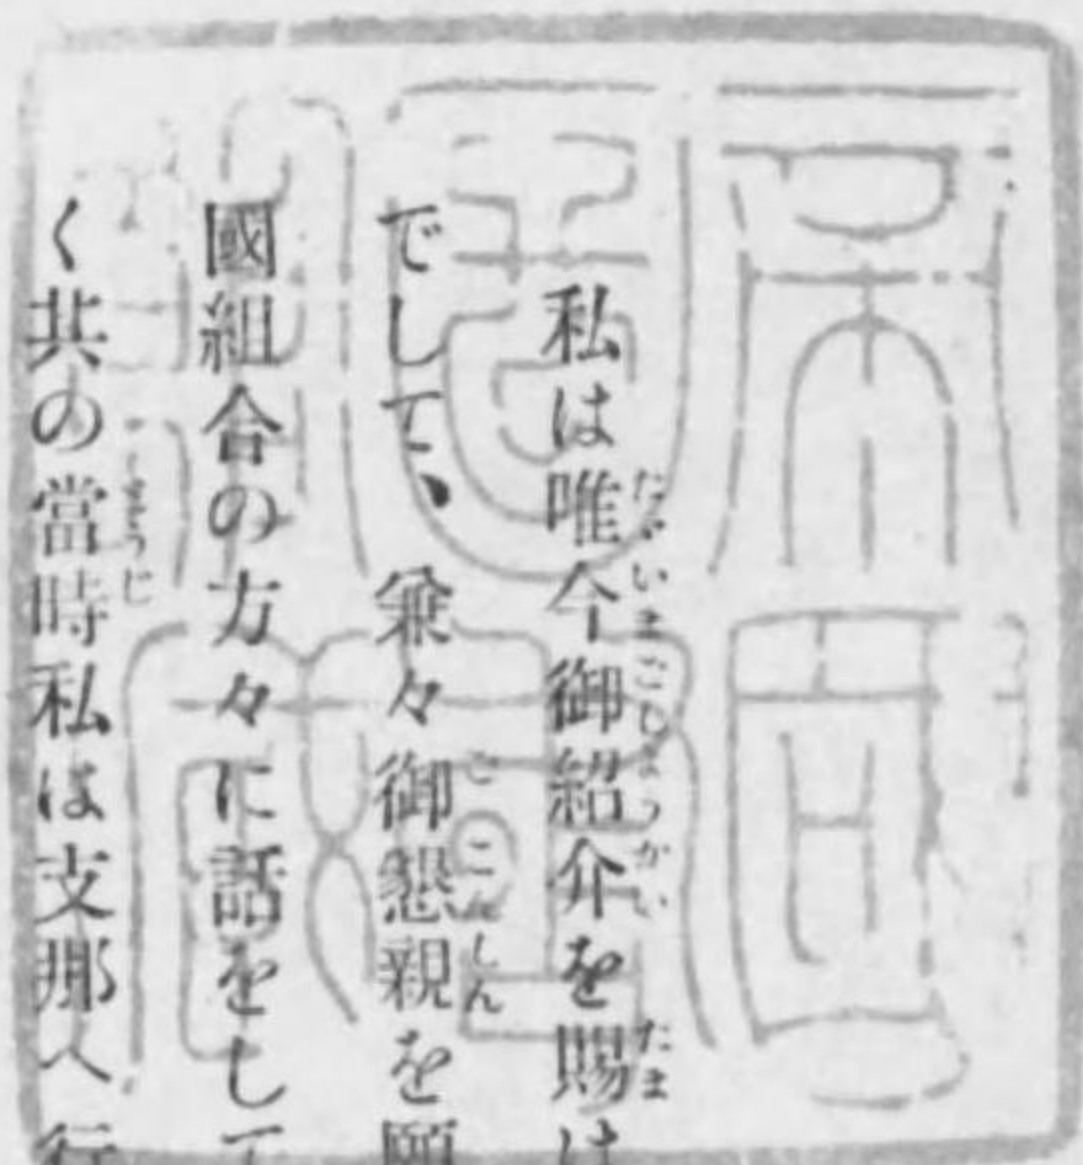 私は唯今御紹介を賜は
でして、兼々御懇親を願
國組合の方々に話をして
く共の當時私は支那へ行